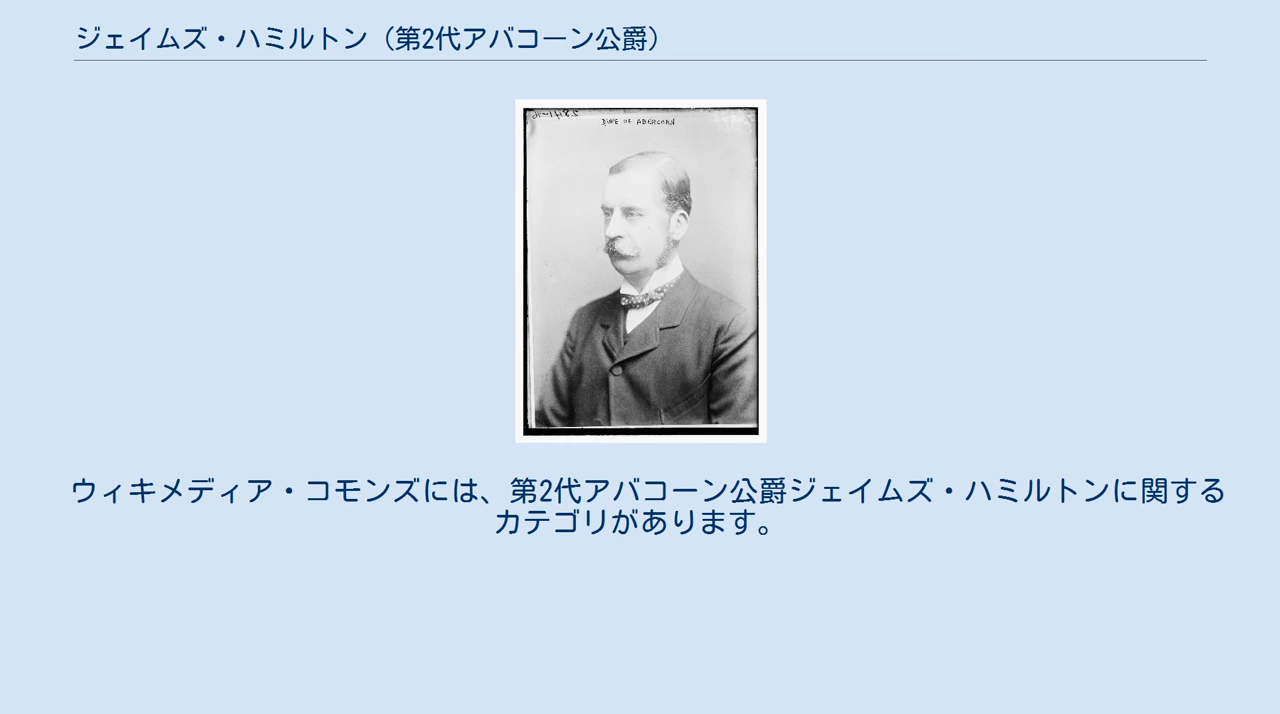 ジェイムズ・ハミルトン（第2代アバコーン公爵）
DUKE OF ABERCORN
ウィキメディア・コモンズには、第2代アバコーン公爵ジェイムズ・ハミルトンに関する
カテゴリがあります。